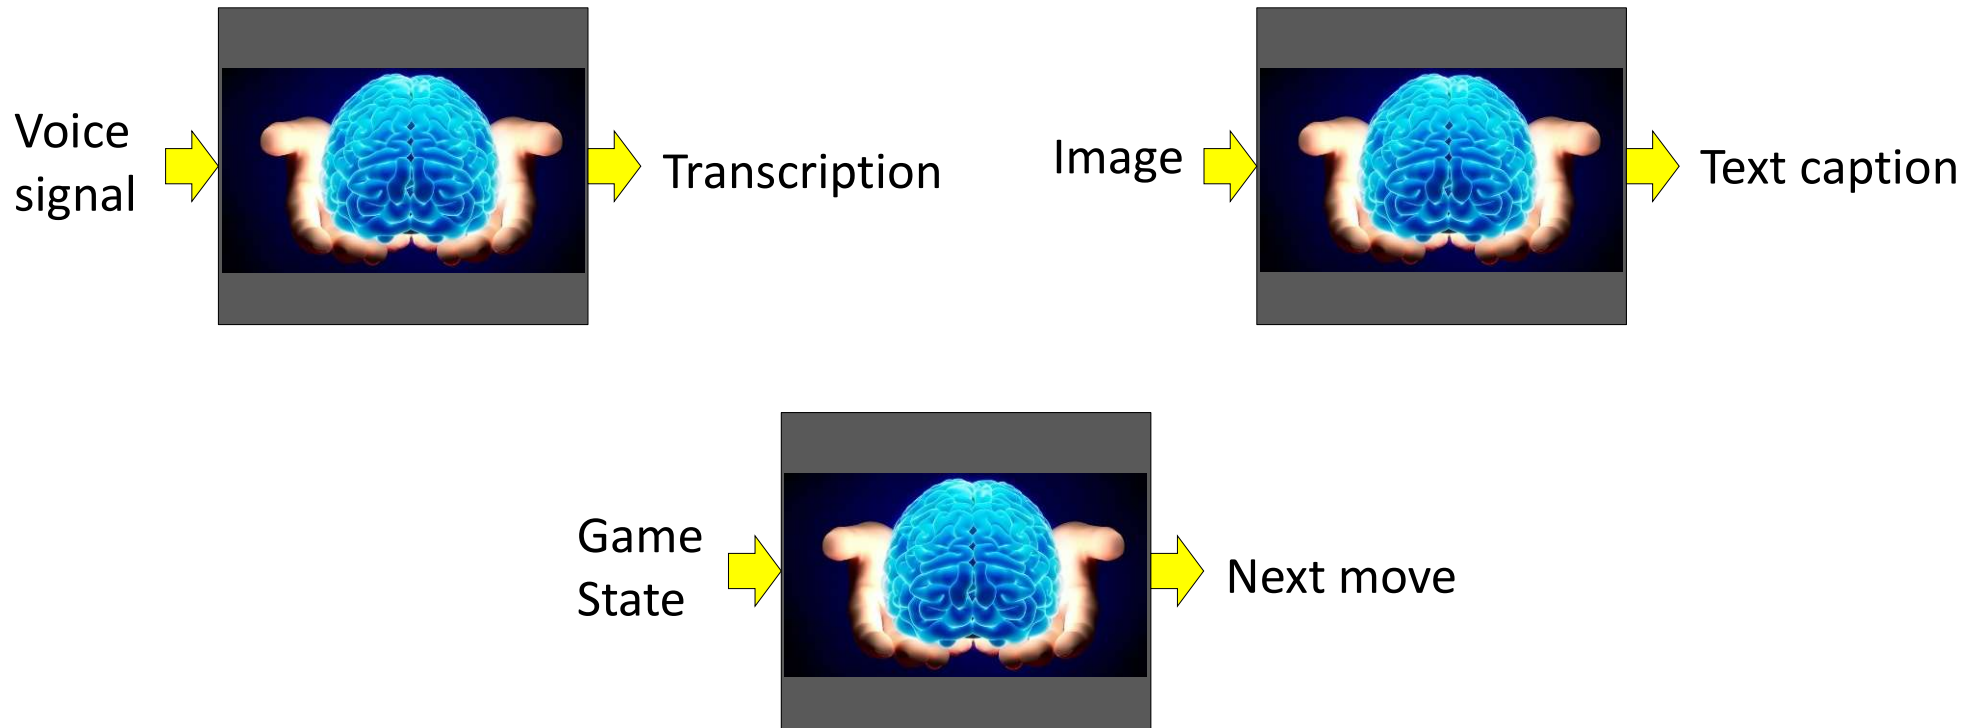 Voice
signal
Transcription
Image
Text caption
Game
State
Next move